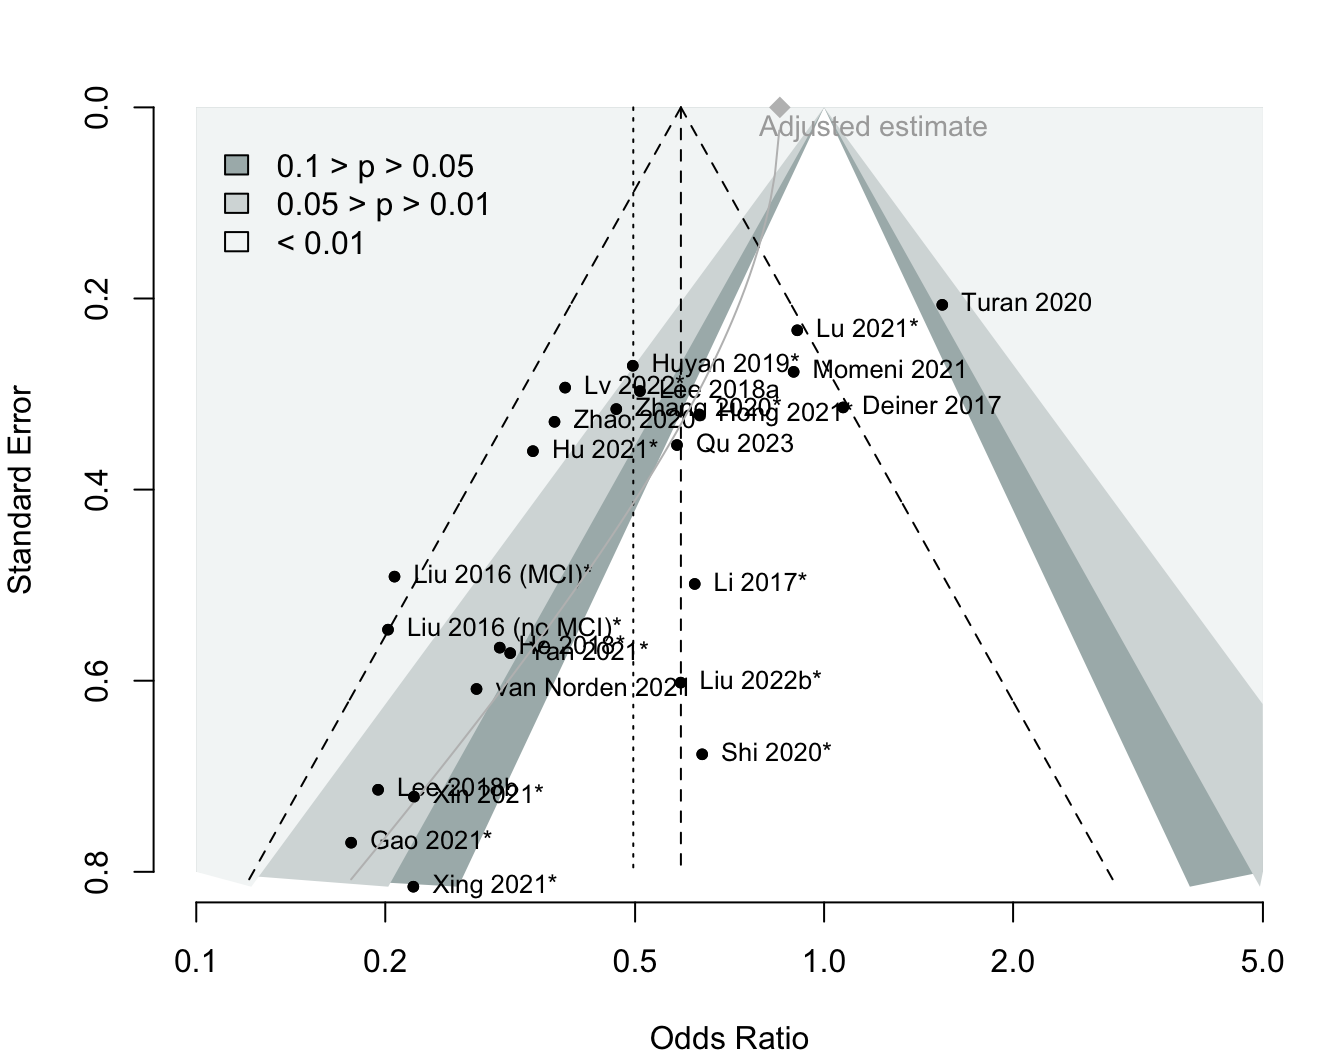 0.0
Adjusted estimate
0.1 > p > 0.05
0.05 > p > 0.01
< 0.01
0.2
Turan 2020
Lu 2021*
Huyan 2019*
Momeni 2021
Lv 2022*
Lee 2018a
Zhang 2020*
Deiner 2017
Hong 2021*
Zhao 2020
Qu 2023
Hu 2021*
Standard Error
0.4
Liu 2016 (MCI)*
Li 2017*
Liu 2016 (no MCI)*
Ho 2018*
Yan 2021*
0.6
van Norden 2021
Liu 2022b*
Shi 2020*
Lee 2018b
Xin 2021*
Gao 2021*
0.8
Xing 2021*
0.1 0.2 0.5 1.0 2.0 5.0
Odds Ratio